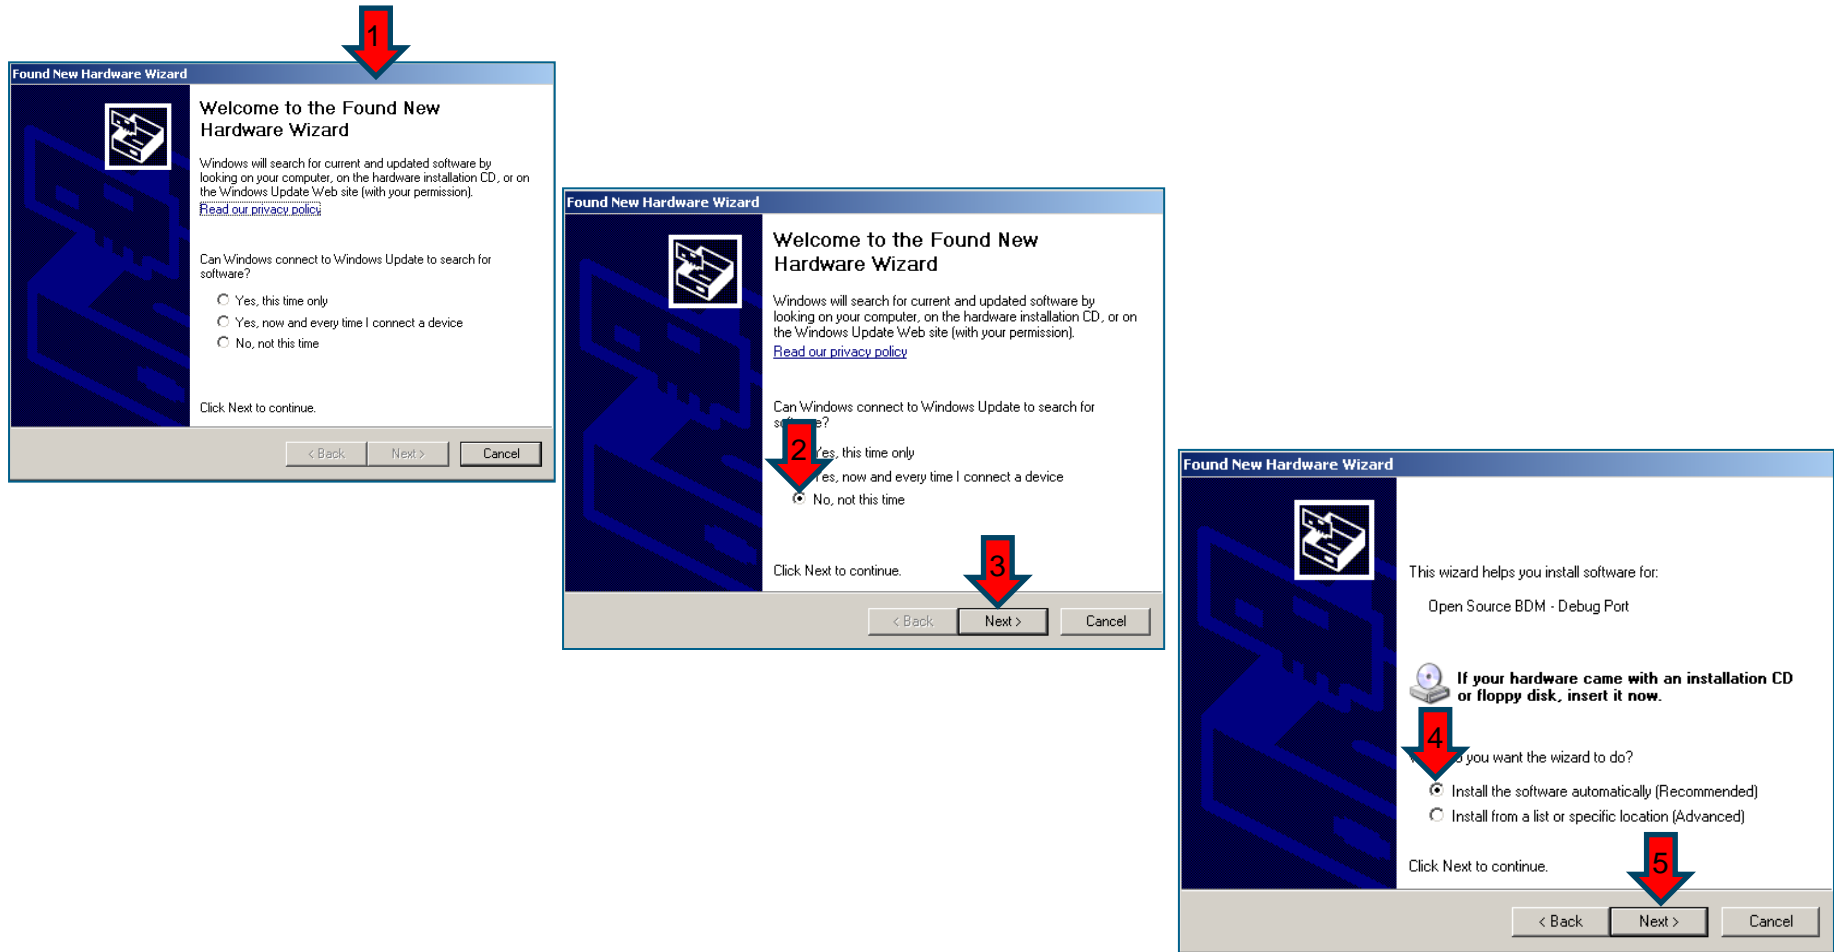 1
Found New Hardware Wizard
Welcome to the Found New
Hardware Wizard
Windows will search for current and updated software by
looking on your computer, on the hardware installation CD, or on
the Windows Update Web site (with your permission).
Read our privacy policy
Can Windows connect to Windows Update to search for
software?
Yes, this time only
Yes, now and every time I connect a device
No, not this time
Click Next to continue.
< Back
Next >
Cancel
Found New Hardware Wizard
Welcome to the Found New
Hardware Wizard
Windows will search for current and updated software by
looking on your computer, on the hardware installation CD, or on
the Windows Update Web site (with your permission).
Read our privacy policy
Can Windows connect to Windows Update to search for
2
Yes, this time only
Yes, now and every time I connect a device
No, not this time
3
Click Next to continue.
< Back
Next >
Cancel
Found New Hardware Wizard
This wizard helps you install software for:
Open Source BDM - Debug Port
If your hardware came with an installation CD
or floppy disk, insert it now.
4
you want the wizard to do?
Install the software automatically (Recommended)
Install from a list or specific location (Advanced)
5
Click Next to continue.
< Back
Next >
Cancel